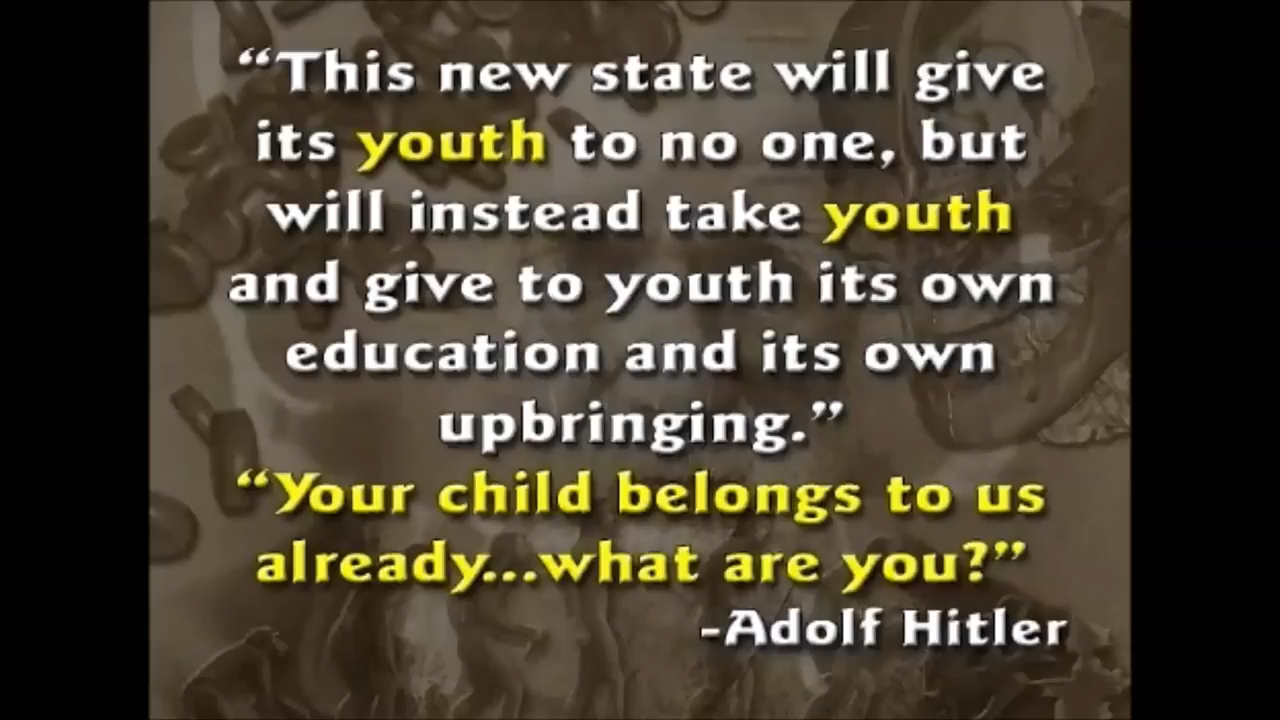 “This new state will give
its youth to no one, but
will instead take youth
and give to youth its own
education and its own
upbringing.”
“Your child belongs to us
already...what are you?”
-Adolf Hitler